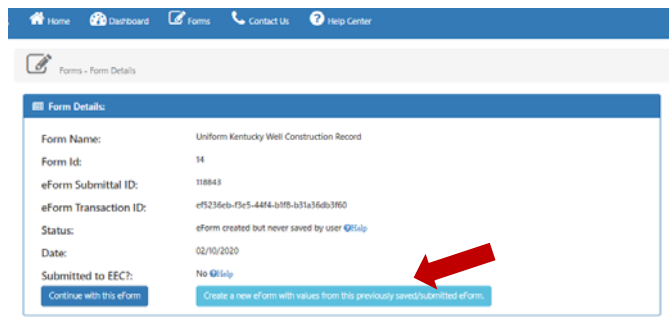 Home Dashboard Forms Contact Us Help Center
Forms - Form Details
Form Details:
Form Name: Uniform Kentucky Well Construction Record
Form Id: 14
eForm Submittal ID: 118843
eForm Transaction ID: ef5236eb-f3c5-44f4-b1f8-b31a36db3f60
Status: eForm created but never saved by user Help
Date: 02/10/2020
Submitted to EEC?: No Help
Continue with this eForm Create a new eForm with values from this previously saved/submitted eForm.